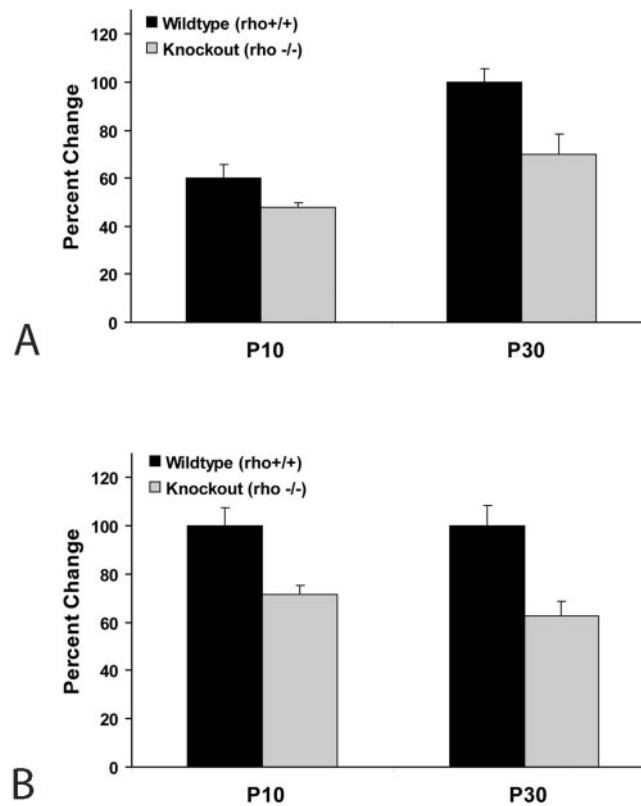 Wildtype (rho+/+)
Knockout (rho -/-)
120
100
80
60
40
20
0
Percent Change
P10 P30
A
Wildtype (rho+/+)
Knockout (rho -/-)
120
100
80
60
40
20
0
Percent Change
P10 P30
B